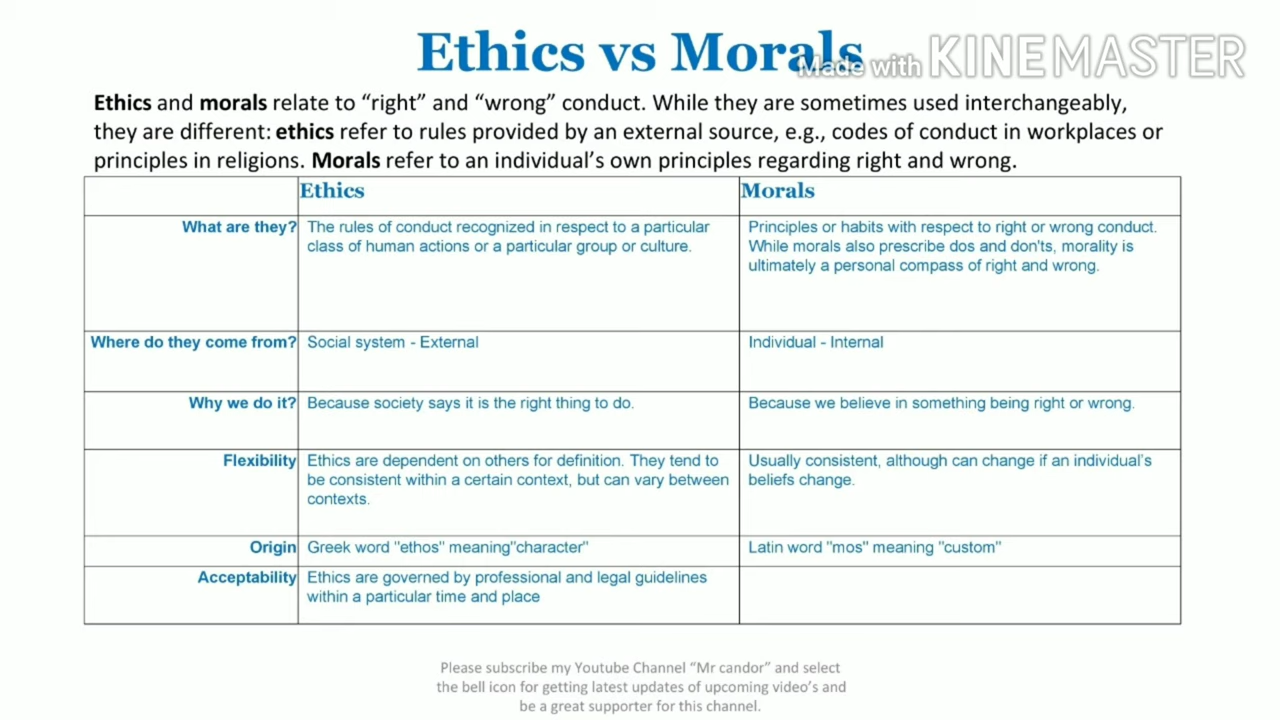 Ethics vs Morals
Made with KINEMASTER
Ethics and morals relate to “right” and “wrong” conduct. While they are sometimes used interchangeably,
they are different: ethics refer to rules provided by an external source, e.g., codes of conduct in workplaces or
principles in religions. Morals refer to an individual’s own principles regarding right and wrong.
Ethics
Morals
What are they?
The rules of conduct recognized in respect to a particular
class of human actions or a particular group or culture.
Principles or habits with respect to right or wrong conduct.
While morals also prescribe dos and don'ts, morality is
ultimately a personal compass of right and wrong.
Where do they come from?
Social system - External
Individual - Internal
Why we do it?
Because society says it is the right thing to do.
Because we believe in something being right or wrong.
Flexibility
Ethics are dependent on others for definition. They tend to
be consistent within a certain context, but can vary between
contexts.
Usually consistent, although can change if an individual’s
beliefs change.
Origin
Greek word "ethos" meaning"character"
Latin word "mos" meaning "custom"
Acceptability
Ethics are governed by professional and legal guidelines
within a particular time and place
Please subscribe my Youtube Channel “Mr candor” and select
the bell icon for getting latest updates of upcoming video’s and
be a great supporter for this channel.